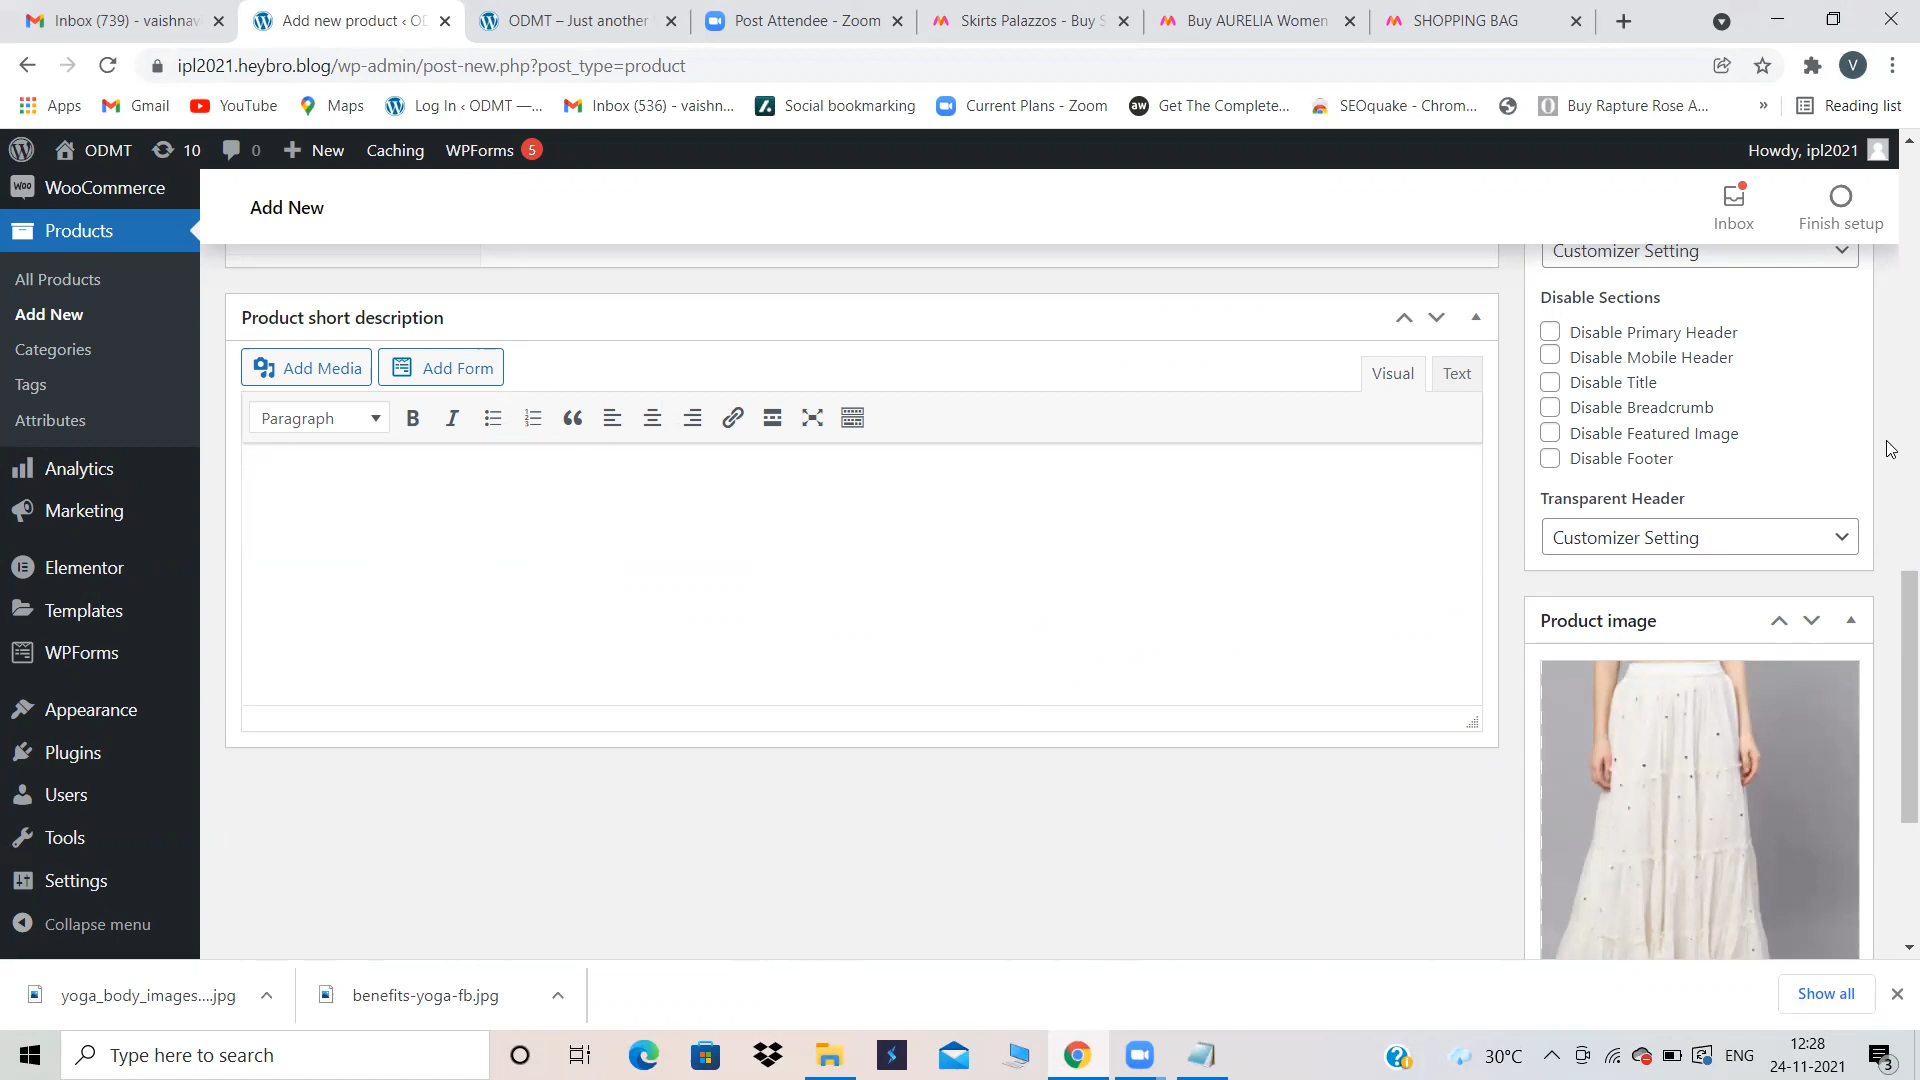 Inbox (739) - vaishnav
Add new product ‹ OD
ODMT – Just another
Post Attendee - Zoom
Skirts Palazzos - Buy S
Buy AURELIA Women
SHOPPING BAG
ipl2021.heybro.blog/wp-admin/post-new.php?post_type=product
V
Apps
Gmail
YouTube
Maps
Log In ‹ ODMT —...
Inbox (536) - vaishn...
Social bookmarking
Current Plans - Zoom
aw
Get The Complete...
SEOquake - Chrom...
Buy Rapture Rose A...
»
Reading list
ODMT
10
0
New
Caching
WPForms
5
Howdy, ipl2021
Woo
WooCommerce
Add New
Inbox
Finish setup
Products
All Products
Add New
Categories
Tags
Attributes
Analytics
Marketing
Elementor
Templates
WPForms
Appearance
Plugins
Users
Tools
Settings
Collapse menu
Product short description
Add Media
Add Form
Visual
Text
Paragraph
B
I
Customizer Setting
Disable Sections
Disable Primary Header
Disable Mobile Header
Disable Title
Disable Breadcrumb
Disable Featured Image
Disable Footer
Transparent Header
Customizer Setting
Product image
yoga_body_images....jpg
benefits-yoga-fb.jpg
Show all
Type here to search
30°C
ENG
12:28
24-11-2021
3